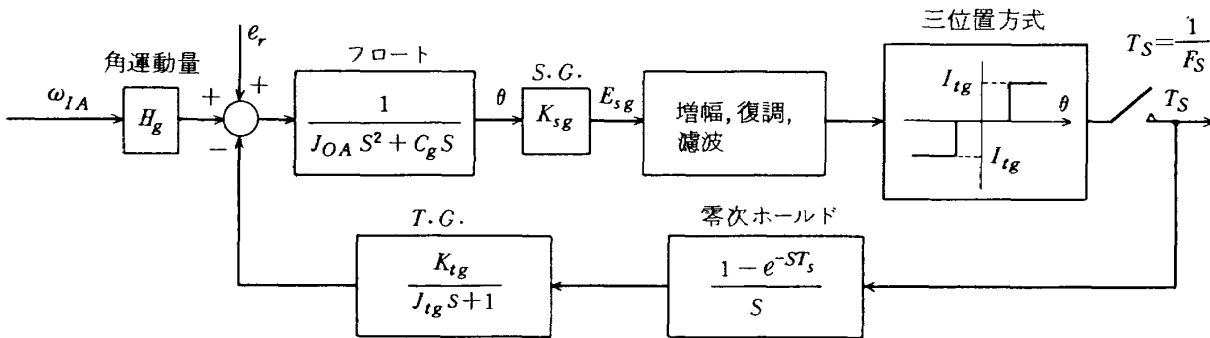 三位置方式
T_S = 1/F_S
e_r
角運動量
フロート
ω_IA
H_g
+
+
−
1/(J_OA S² + C_g S)
θ
S.G.
K_sg
E_sg
増幅, 復調,
濾波
I_tg
θ
I_tg
T_S
T.G.
K_tg/(J_tg S + 1)
零次ホールド
(1 − e^{−ST_s})/S